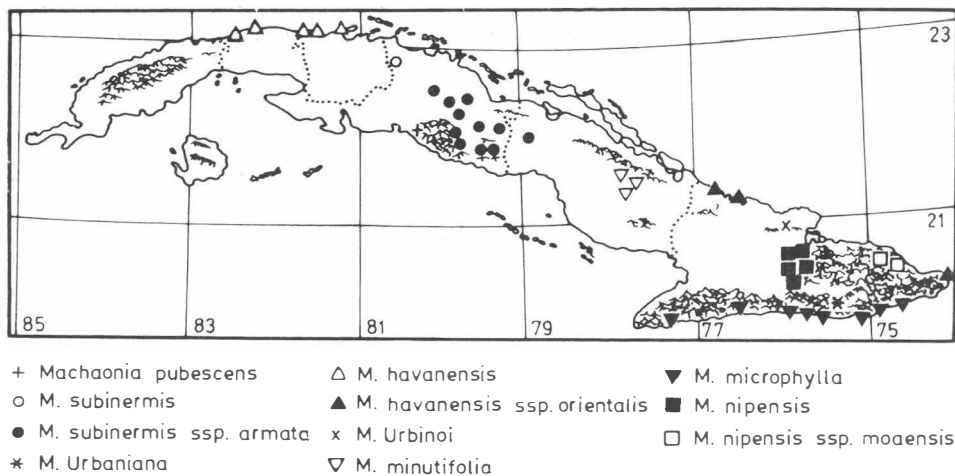 23
21
85
83
81
79
77
75
+ Machaonia pubescens
○ M. subinermis
● M. subinermis ssp. armata
✳ M. Urbaniana
△ M. havanensis
▲ M. havanensis ssp. orientalis
x M. Urbinoi
▽ M. minutifolia
▼ M. microphylla
■ M. nipensis
□ M. nipensis ssp. moaensis